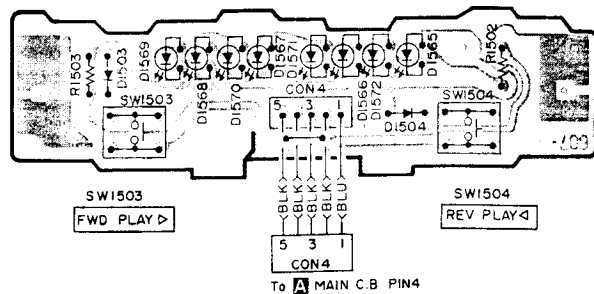 R1503
D1503
D1569
D1568
D1570
D1567
D1571
D1566
D1572
D1565
R1502
SW1503
CON4
5 3 1
D1504
SW1504
607-
BLK
BLK
BLK
BLK
BLU
SW1503
FWD PLAY ▷
SW1504
REV PLAY ◁
5 3 1
CON4
To A MAIN C.B PIN4